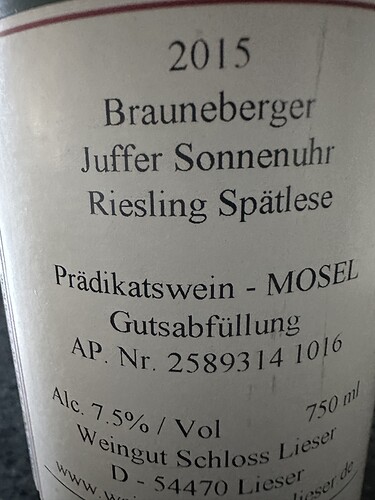 2015
Brauneberger
Juffer Sonnenuhr
Riesling Spätlese
Prädikatswein - MOSEL
Gutsabfüllung
AP. Nr. 2589314 1016
Alc. 7.5% / Vol 750 ml
Weingut Schloss Lieser
D - 54470 Lieser